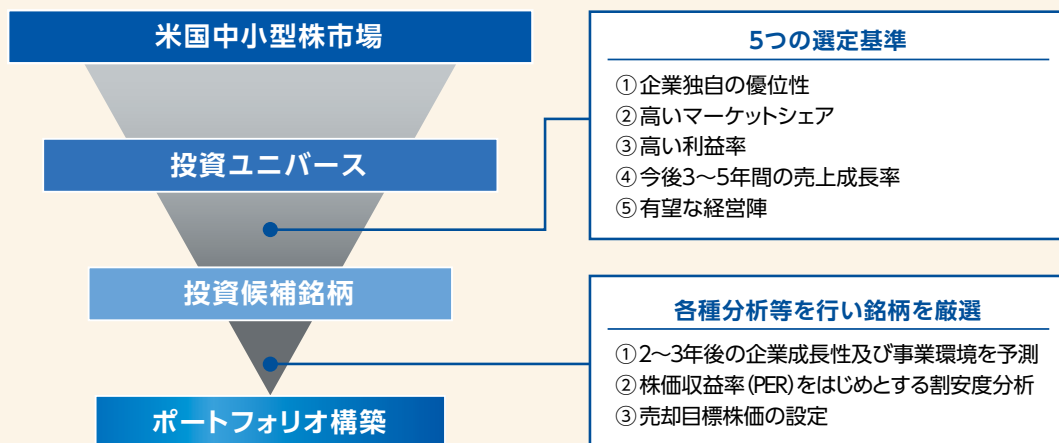 米国中小型株市場
投資ユニバース
投資候補銘柄
ポートフォリオ構築
5つの選定基準
①企業独自の優位性
②高いマーケットシェア
③高い利益率
④今後3～5年間の売上成長率
⑤有望な経営陣
各種分析等を行い銘柄を厳選
①2～3年後の企業成長性及び事業環境を予測
②株価収益率(PER)をはじめとする割安度分析
③売却目標株価の設定